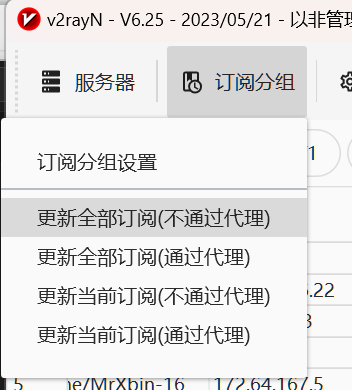 v2rayN - V6.25 - 2023/05/21 - 以非管理
服务器 订阅分组
订阅分组设置
更新全部订阅(不通过代理)
更新全部订阅(通过代理)
更新当前订阅(不通过代理)
更新当前订阅(通过代理)
1
.22
3
5 me/MrXbin-16 172.64.167.5